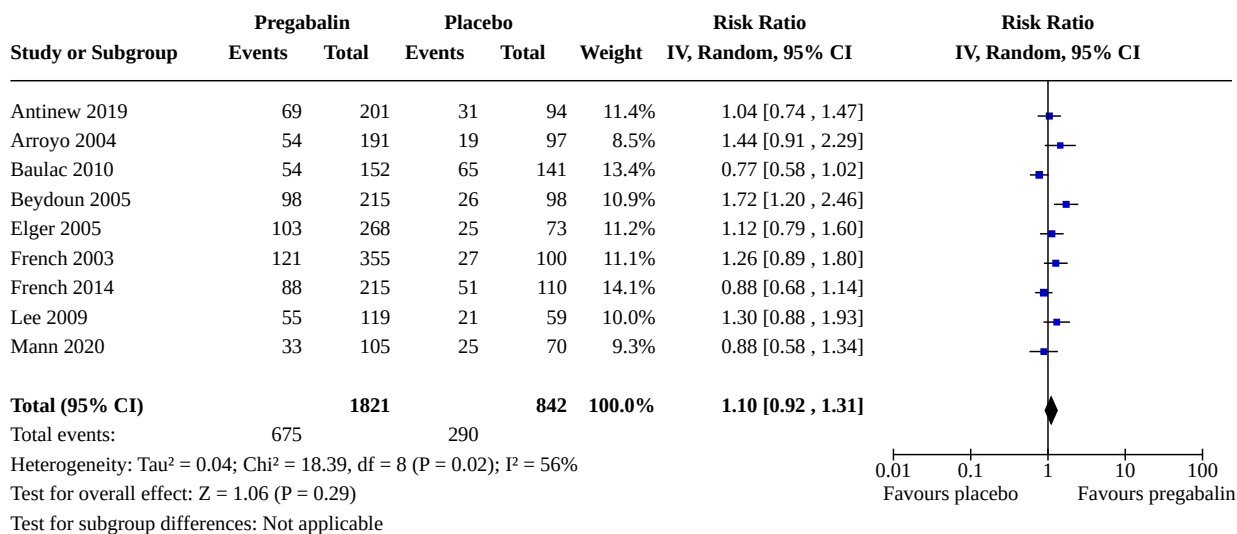 Pregabalin Placebo Risk Ratio Risk Ratio
Study or Subgroup Events Total Events Total Weight IV, Random, 95% CI IV, Random, 95% CI
Antinew 2019 69 201 31 94 11.4% 1.04 [0.74 , 1.47]
Arroyo 2004 54 191 19 97 8.5% 1.44 [0.91 , 2.29]
Baulac 2010 54 152 65 141 13.4% 0.77 [0.58 , 1.02]
Beydoun 2005 98 215 26 98 10.9% 1.72 [1.20 , 2.46]
Elger 2005 103 268 25 73 11.2% 1.12 [0.79 , 1.60]
French 2003 121 355 27 100 11.1% 1.26 [0.89 , 1.80]
French 2014 88 215 51 110 14.1% 0.88 [0.68 , 1.14]
Lee 2009 55 119 21 59 10.0% 1.30 [0.88 , 1.93]
Mann 2020 33 105 25 70 9.3% 0.88 [0.58 , 1.34]
Total (95% CI) 1821 842 100.0% 1.10 [0.92 , 1.31]
Total events: 675 290
Heterogeneity: Tau² = 0.04; Chi² = 18.39, df = 8 (P = 0.02); I² = 56%
0.01 0.1 1 10 100
Test for overall effect: Z = 1.06 (P = 0.29) Favours placebo Favours pregabalin
Test for subgroup differences: Not applicable